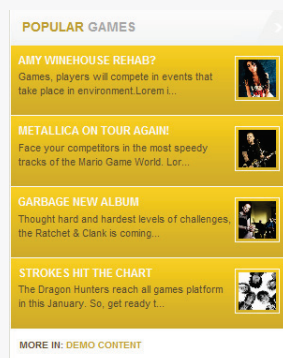 POPULAR GAMES
AMY WINEHOUSE REHAB?
Games, players will compete in events that
take place in environment.Lorem i...
METALLICA ON TOUR AGAIN!
Face your competitors in the most speedy
tracks of the Mario Game World. Lor...
GARBAGE NEW ALBUM
Thought hard and hardest levels of challenges,
the Ratchet & Clank is coming...
STROKES HIT THE CHART
The Dragon Hunters reach all games platform
in this January. So, get ready t...
MORE IN: DEMO CONTENT